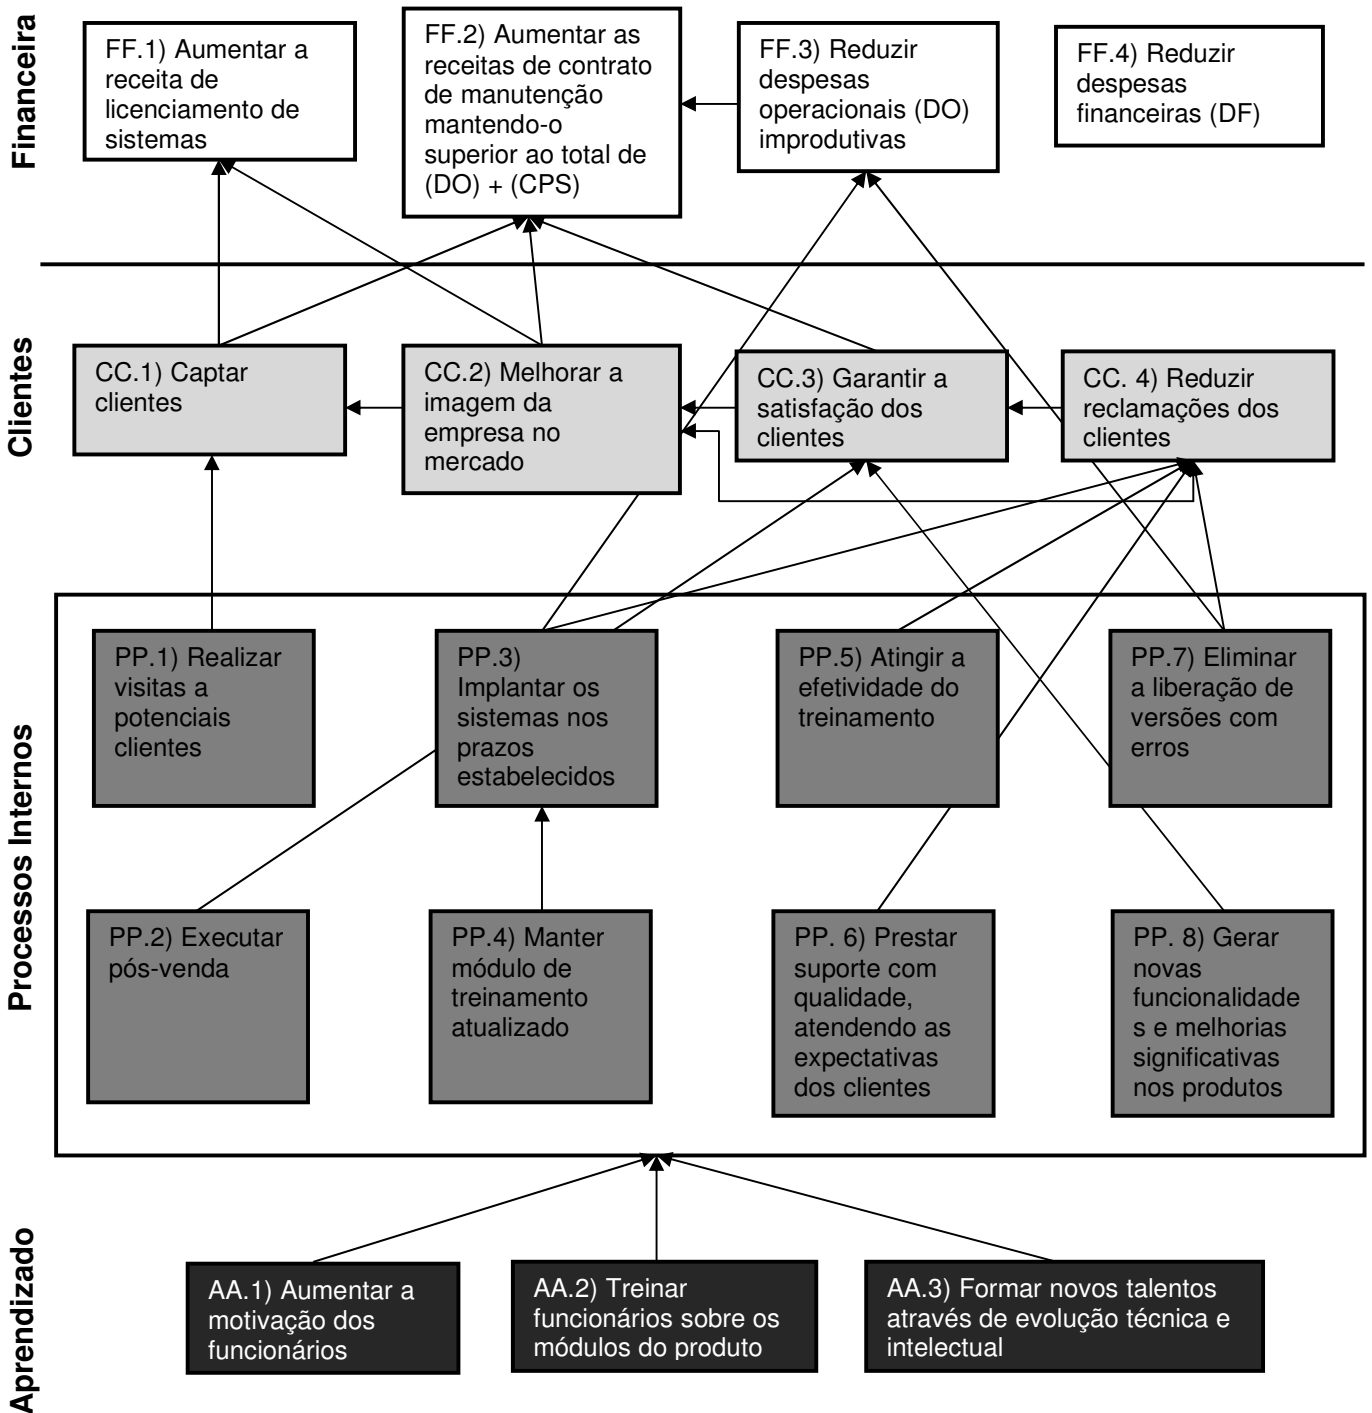 Financeira
FF.1) Aumentar a
receita de
licenciamento de
sistemas
FF.2) Aumentar as
receitas de contrato
de manutenção
mantendo-o
superior ao total de
(DO) + (CPS)
FF.3) Reduzir
despesas
operacionais (DO)
improdutivas
FF.4) Reduzir
despesas
financeiras (DF)
Clientes
CC.1) Captar
clientes
CC.2) Melhorar a
imagem da
empresa no
mercado
CC.3) Garantir a
satisfação dos
clientes
CC. 4) Reduzir
reclamações dos
clientes
Processos Internos
PP.1) Realizar
visitas a
potenciais
clientes
PP.3)
Implantar os
sistemas nos
prazos
estabelecidos
PP.5) Atingir a
efetividade do
treinamento
PP.7) Eliminar
a liberação de
versões com
erros
PP.2) Executar
pós-venda
PP.4) Manter
módulo de
treinamento
atualizado
PP. 6) Prestar
suporte com
qualidade,
atendendo as
expectativas
dos clientes
PP. 8) Gerar
novas
funcionalidade
s e melhorias
significativas
nos produtos
Aprendizado
AA.1) Aumentar a
motivação dos
funcionários
AA.2) Treinar
funcionários sobre os
módulos do produto
AA.3) Formar novos talentos
através de evolução técnica e
intelectual